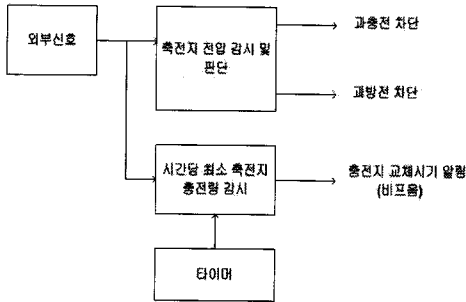 외부신호
축전지 전압 감시 및
판단
과충전 차단
과방전 차단
시간당 최소 축전지
충전량 감시
충전지 교체시기 알림
(비프음)
타이머